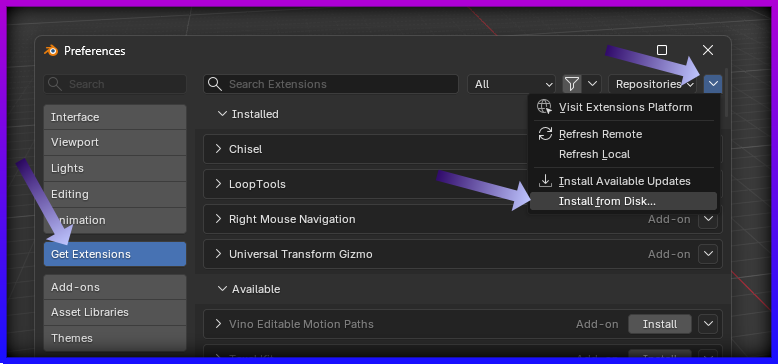 Preferences
Search
Search Extensions
All
Repositories
Interface
Viewport
Lights
Editing
Animation
Get Extensions
Add-ons
Asset Libraries
Themes
Installed
Chisel
LoopTools
Right Mouse Navigation
Add-on
Universal Transform Gizmo
Add-on
Available
Vino Editable Motion Paths
Add-on
Install
Visit Extensions Platform
Refresh Remote
Refresh Local
Install Available Updates
Install from Disk...